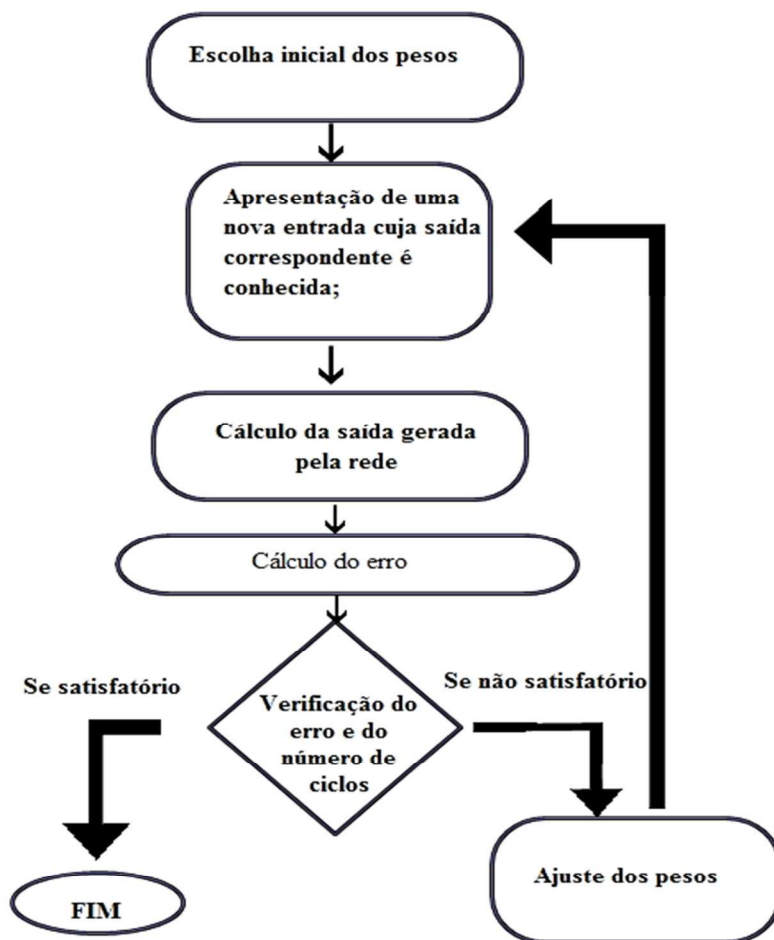 Escolha inicial dos pesos
Apresentação de uma
nova entrada cuja saída
correspondente é
conhecida;
Cálculo da saída gerada
pela rede
Cálculo do erro
Se satisfatório
Verificação do
erro e do
número de
ciclos
Se não satisfatório
FIM
Ajuste dos pesos